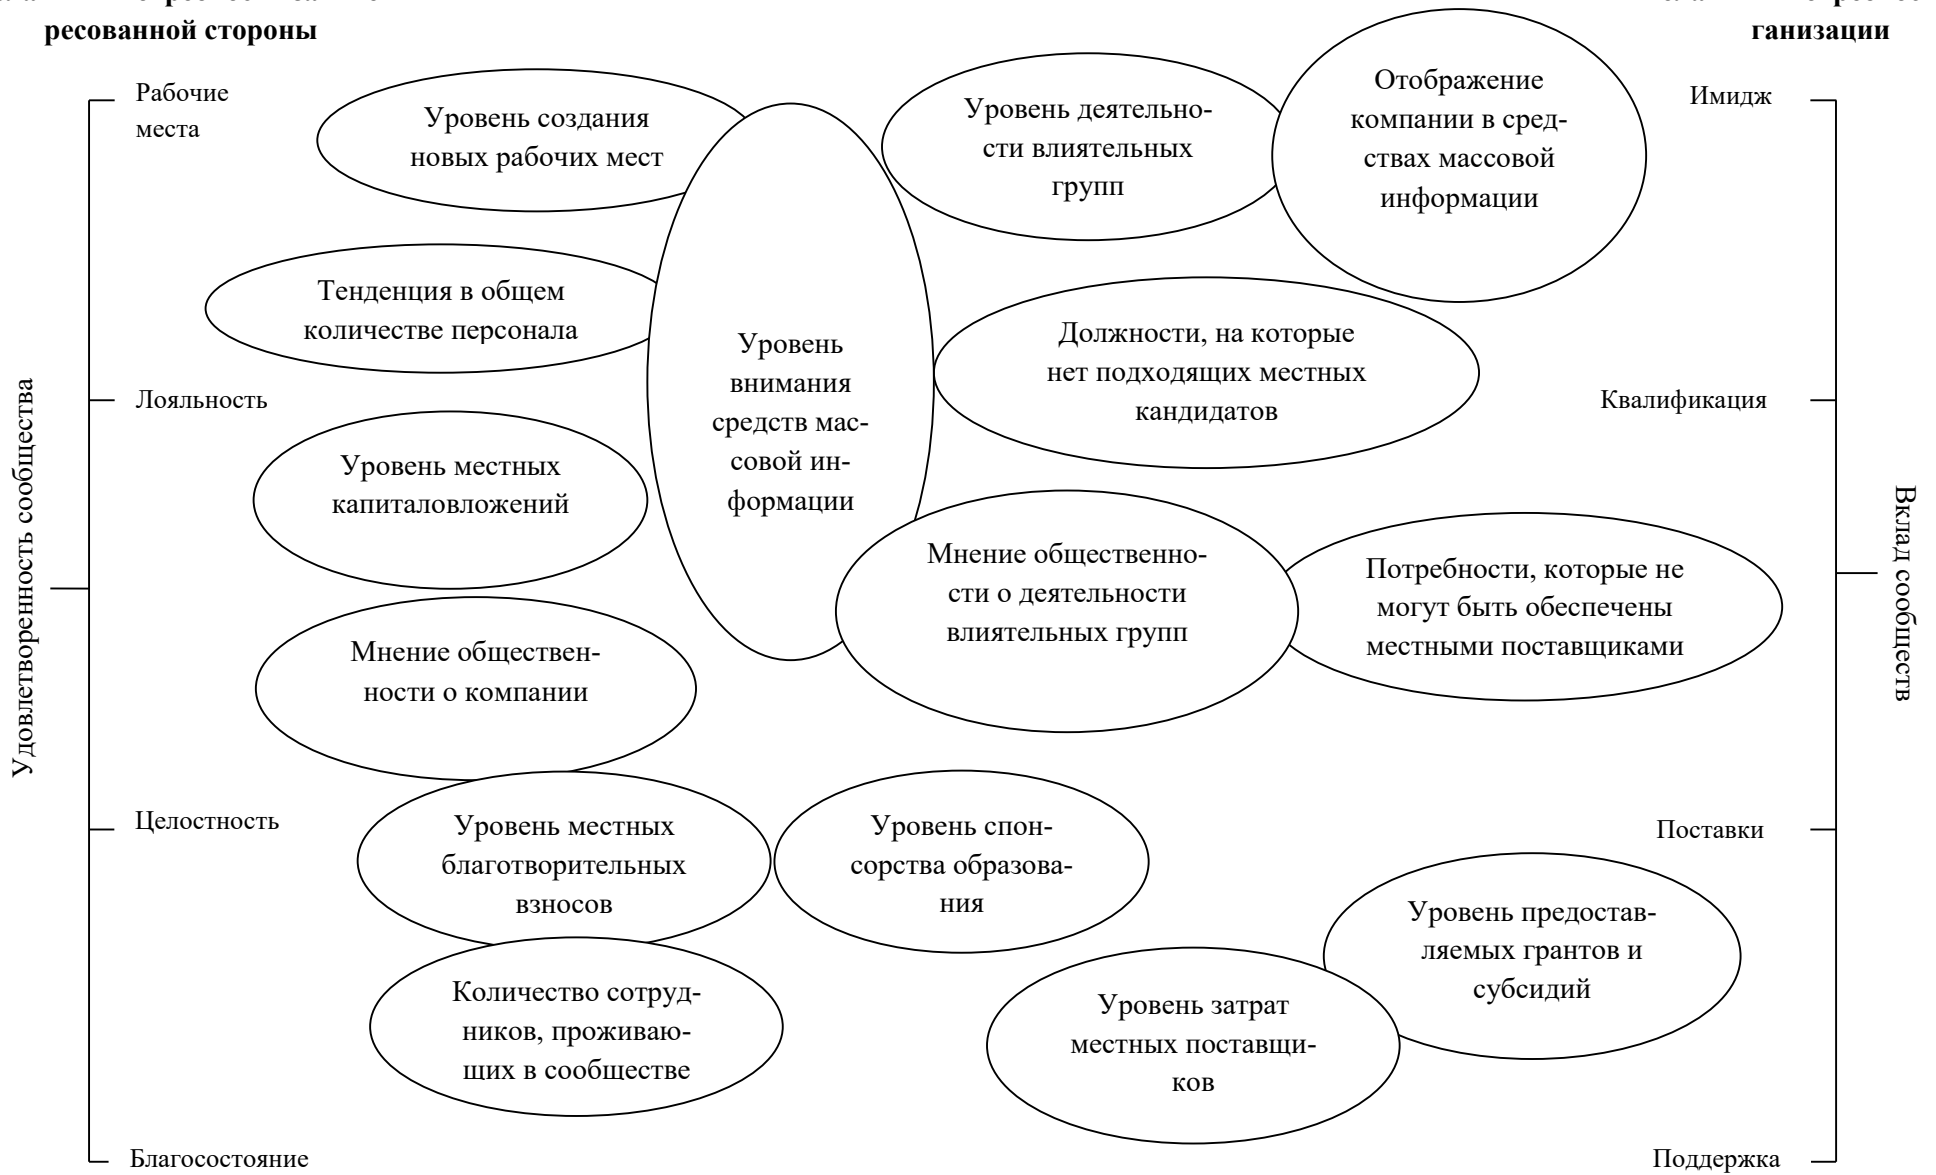 ресованной стороны
ганизации
Удовлетворенность сообщества
Рабочие
места
Лояльность
Целостность
Благосостояние
Уровень создания
новых рабочих мест
Тенденция в общем
количестве персонала
Уровень местных
капиталовложений
Мнение обществен-
ности о компании
Уровень местных
благотворительных
взносов
Количество сотруд-
ников, проживаю-
щих в сообществе
Уровень
внимания
средств мас-
совой ин-
формации
Уровень деятельно-
сти влиятельных
групп
Отображение
компании в сред-
ствах массовой
информации
Должности, на которые
нет подходящих местных
кандидатов
Мнение общественно-
сти о деятельности
влиятельных групп
Потребности, которые не
могут быть обеспечены
местными поставщиками
Уровень спон-
сорства образова-
ния
Уровень предостав-
ляемых грантов и
субсидий
Уровень затрат
местных поставщи-
ков
Имидж
Квалификация
Поставки
Поддержка
Вклад сообществ